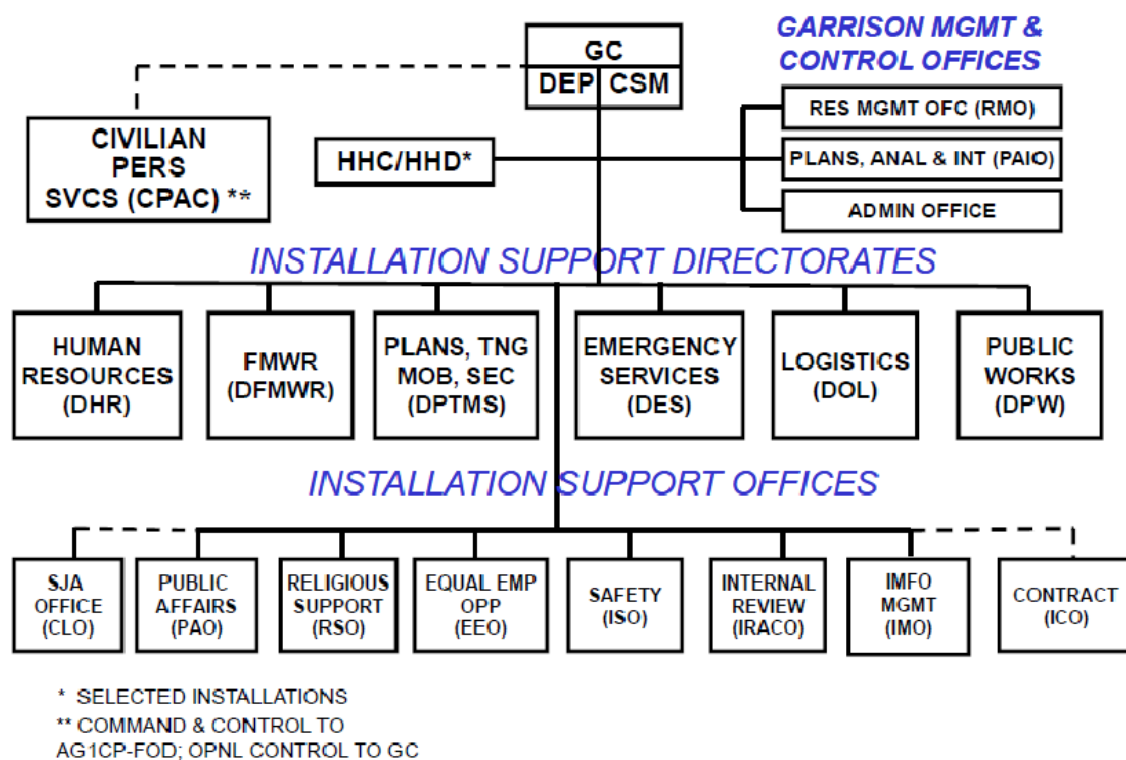 GC
DEP CSM
GARRISON MGMT &
CONTROL OFFICES
CIVILIAN
PERS
SVCS (CPAC) **
HHC/HHD*
RES MGMT OFC (RMO)
PLANS, ANAL & INT (PAIO)
ADMIN OFFICE
INSTALLATION SUPPORT DIRECTORATES
HUMAN
RESOURCES
(DHR)
FMWR
(DFMWR)
PLANS, TNG
MOB, SEC
(DPTMS)
EMERGENCY
SERVICES
(DES)
LOGISTICS
(DOL)
PUBLIC
WORKS
(DPW)
INSTALLATION SUPPORT OFFICES
SJA
OFFICE
(CLO)
PUBLIC
AFFAIRS
(PAO)
RELIGIOUS
SUPPORT
(RSO)
EQUAL EMP
OPP
(EEO)
SAFETY
(ISO)
INTERNAL
REVIEW
(IRACO)
IMFO
MGMT
(IMO)
CONTRACT
(ICO)
* SELECTED INSTALLATIONS
** COMMAND & CONTROL TO
AG1CP-FOD; OPNL CONTROL TO GC